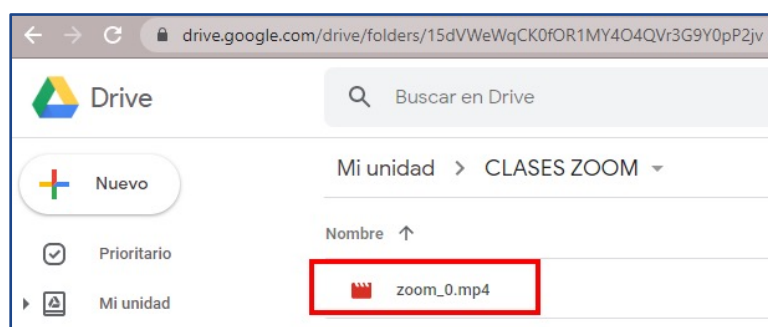 drive.google.com/drive/folders/15dVWeWqCK0fOR1MY4O4QVr3G9Y0pP2jv
Drive
Buscar en Drive
Nuevo
Mi unidad > CLASES ZOOM
Nombre
Prioritario
zoom_0.mp4
Mi unidad